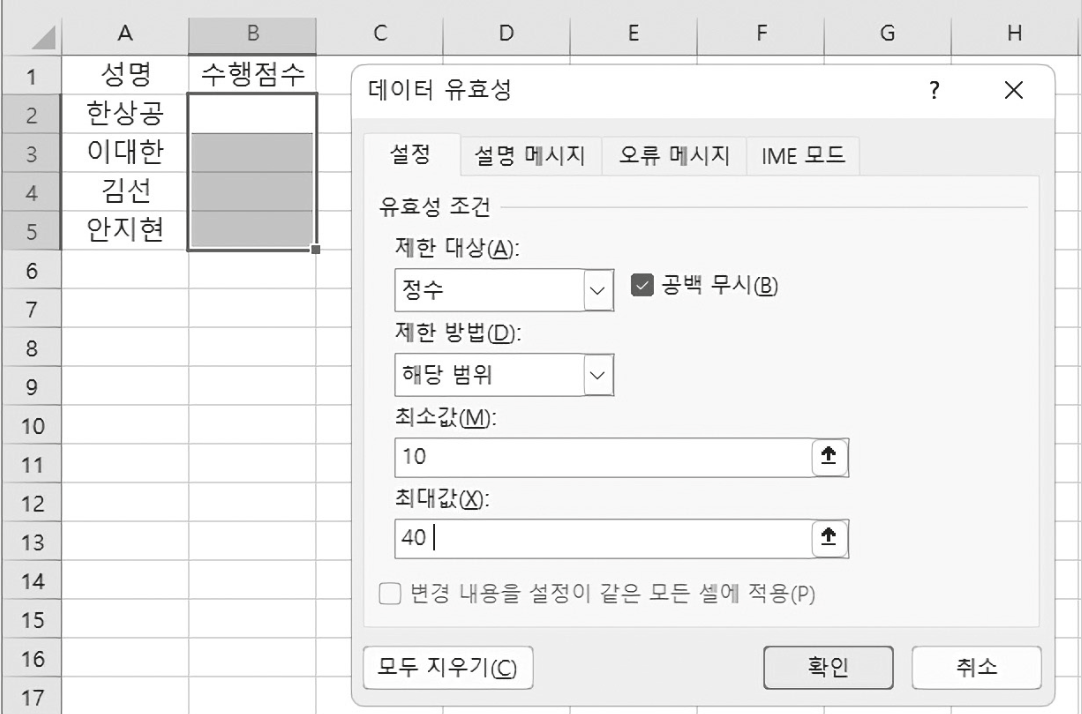 A B C D E F G H
1 성명 수행점수
2 한상공
3 이대한
4 김선
5 안지현
6
7
8
9
10
11
12
13
14
15
16
17
데이터 유효성 ? ×
설정 설명 메시지 오류 메시지 IME 모드
유효성 조건
제한 대상(A):
정수 공백 무시(B)
제한 방법(D):
해당 범위
최소값(M):
10
최대값(X):
40
변경 내용을 설정이 같은 모든 셀에 적용(P)
모두 지우기(C) 확인 취소